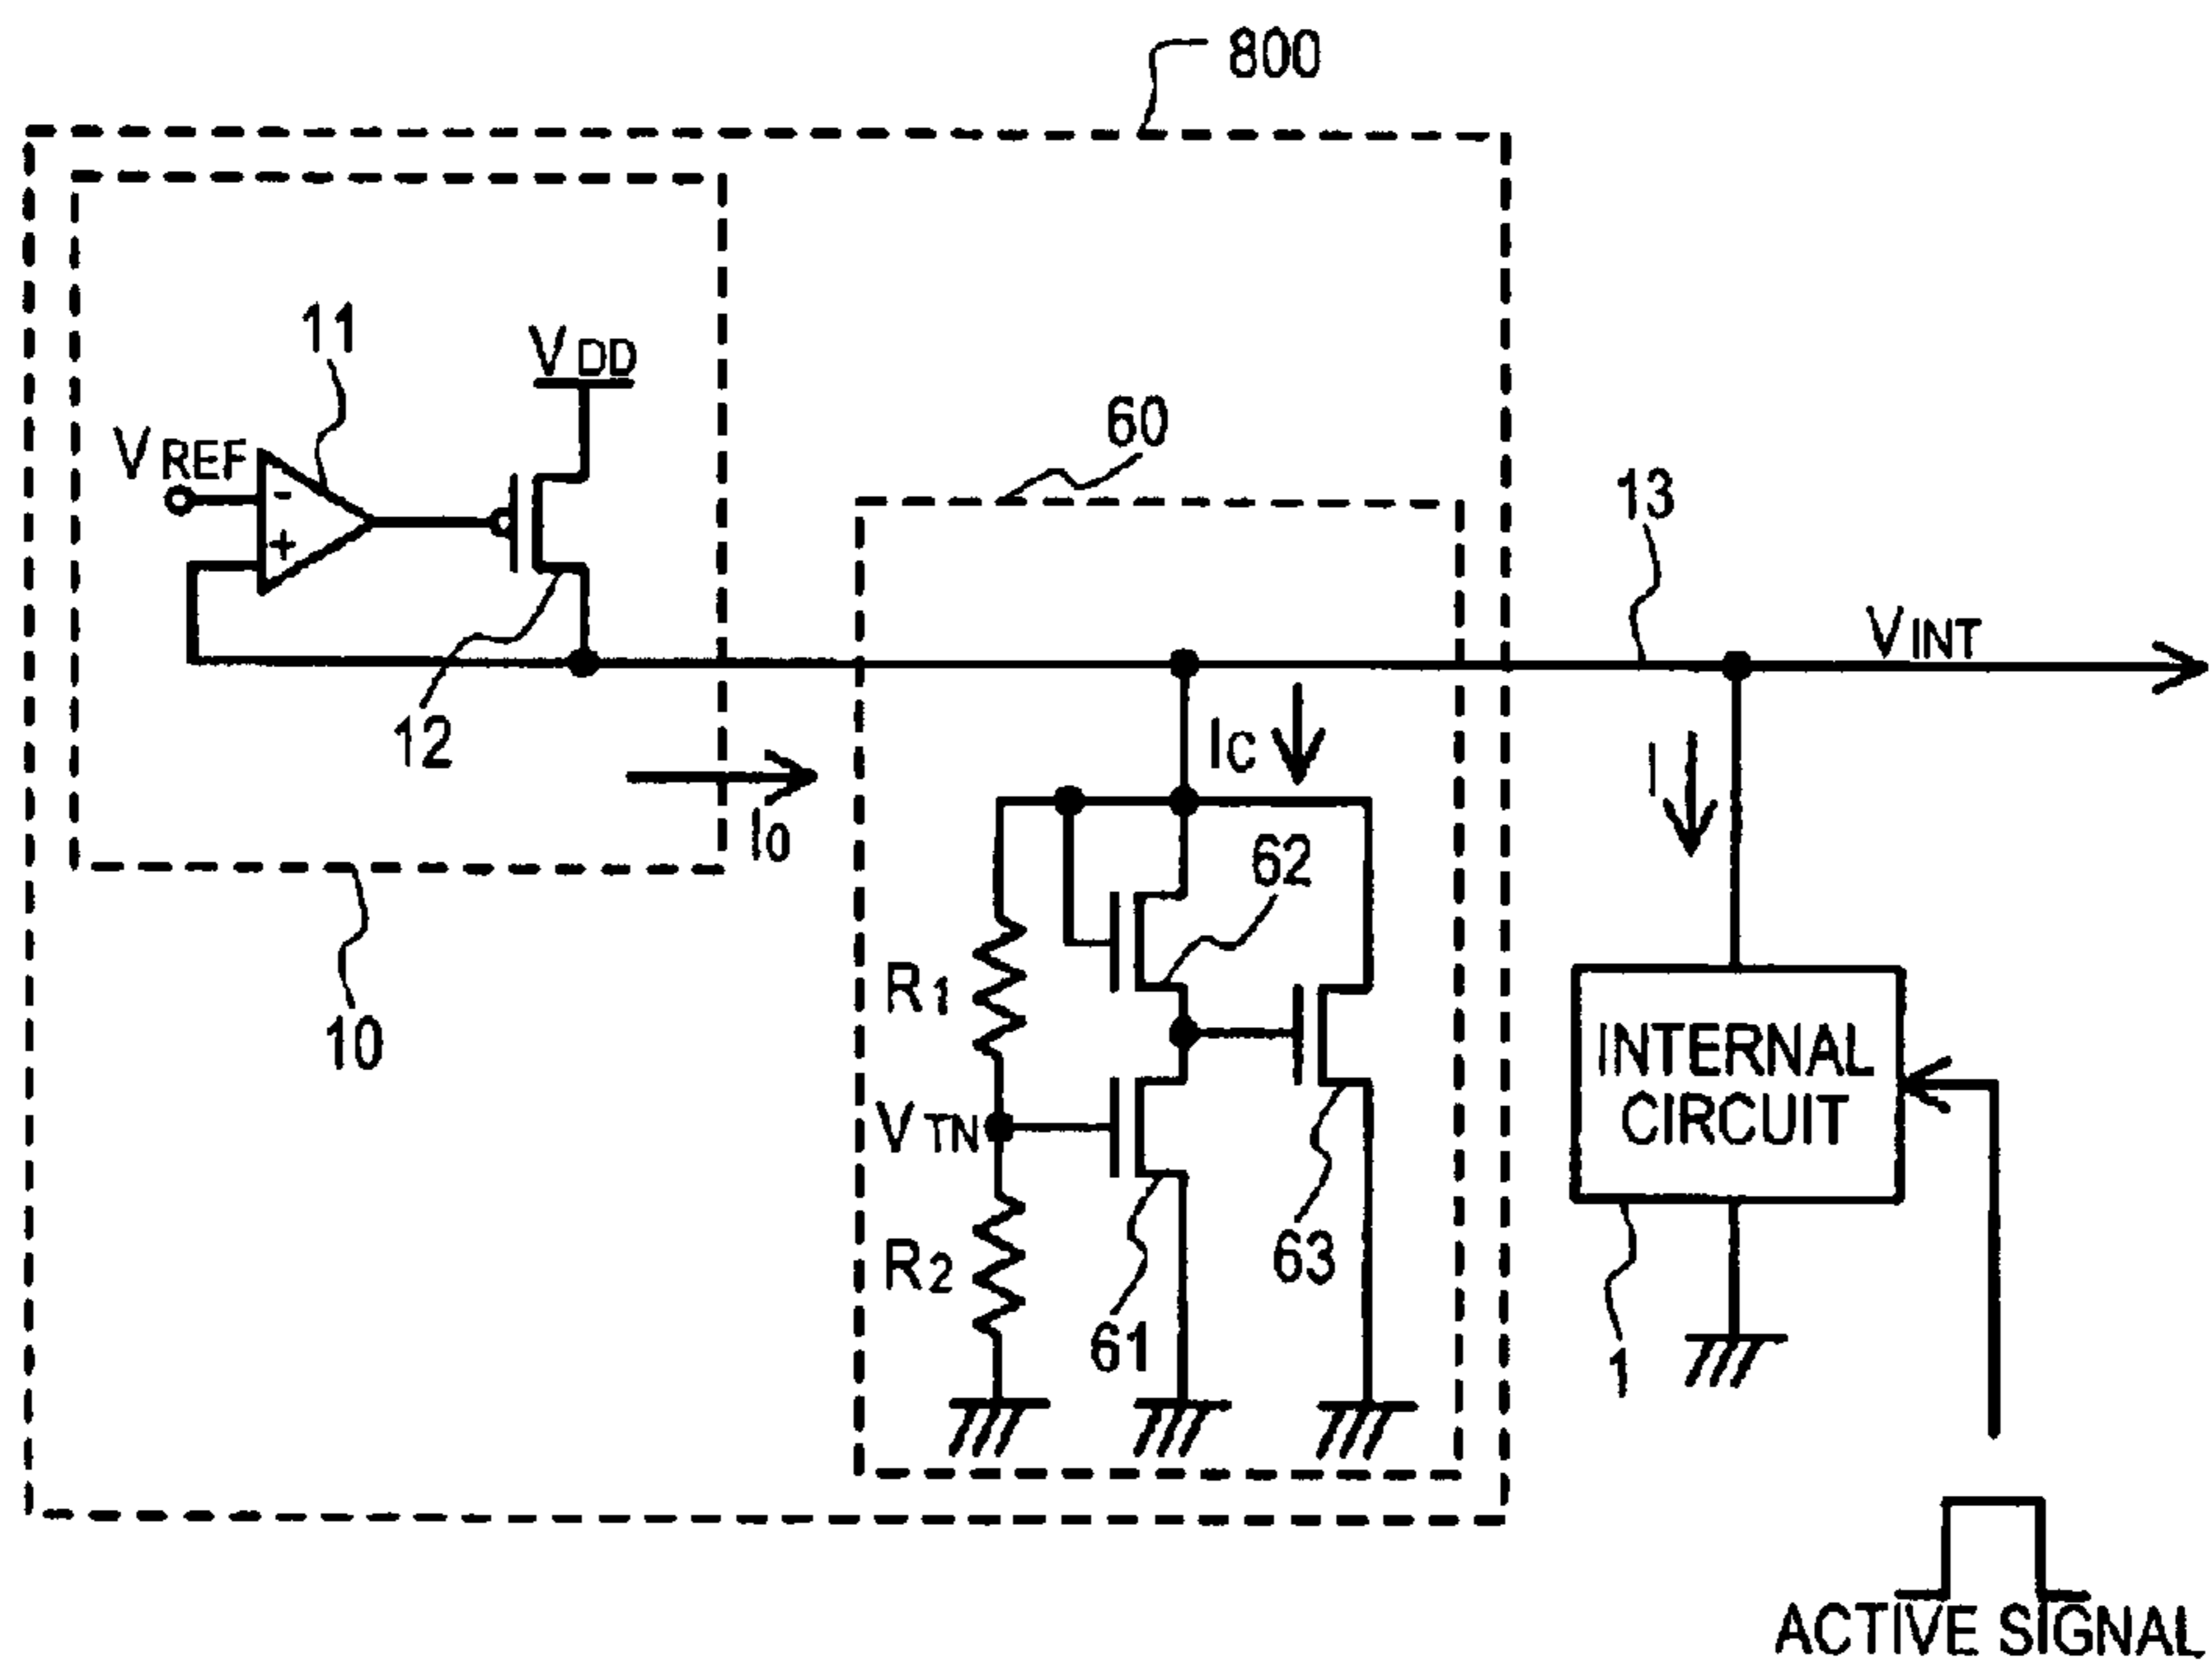 800
11
VDD
VREF
-
+
60
13
VINT
12
IC
I
IO
62
R1
10
INTERNAL
CIRCUIT
VTN
R2
63
61
1
ACTIVE SIGNAL